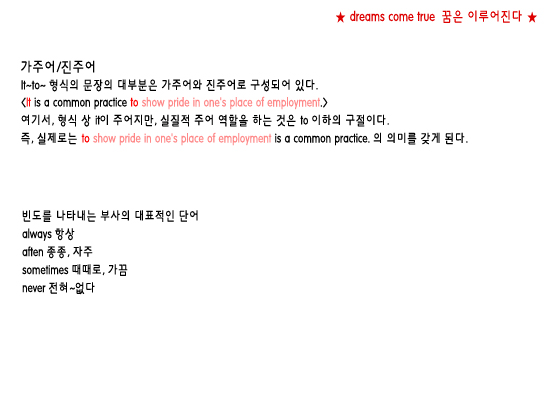 ★ dreams come true 꿈은 이루어진다 ★
가주어/진주어
It~to~ 형식의 문장의 대부분은 가주어와 진주어로 구성되어 있다.
<It is a common practice to show pride in one's place of employment.>
여기서, 형식 상 it이 주어지만, 실질적 주어 역할을 하는 것은 to 이하의 구절이다.
즉, 실제로는 to show pride in one's place of employment is a common practice. 의 의미를 갖게 된다.
빈도를 나타내는 부사의 대표적인 단어
always 항상
aften 종종, 자주
sometimes 때때로, 가끔
never 전혀~없다